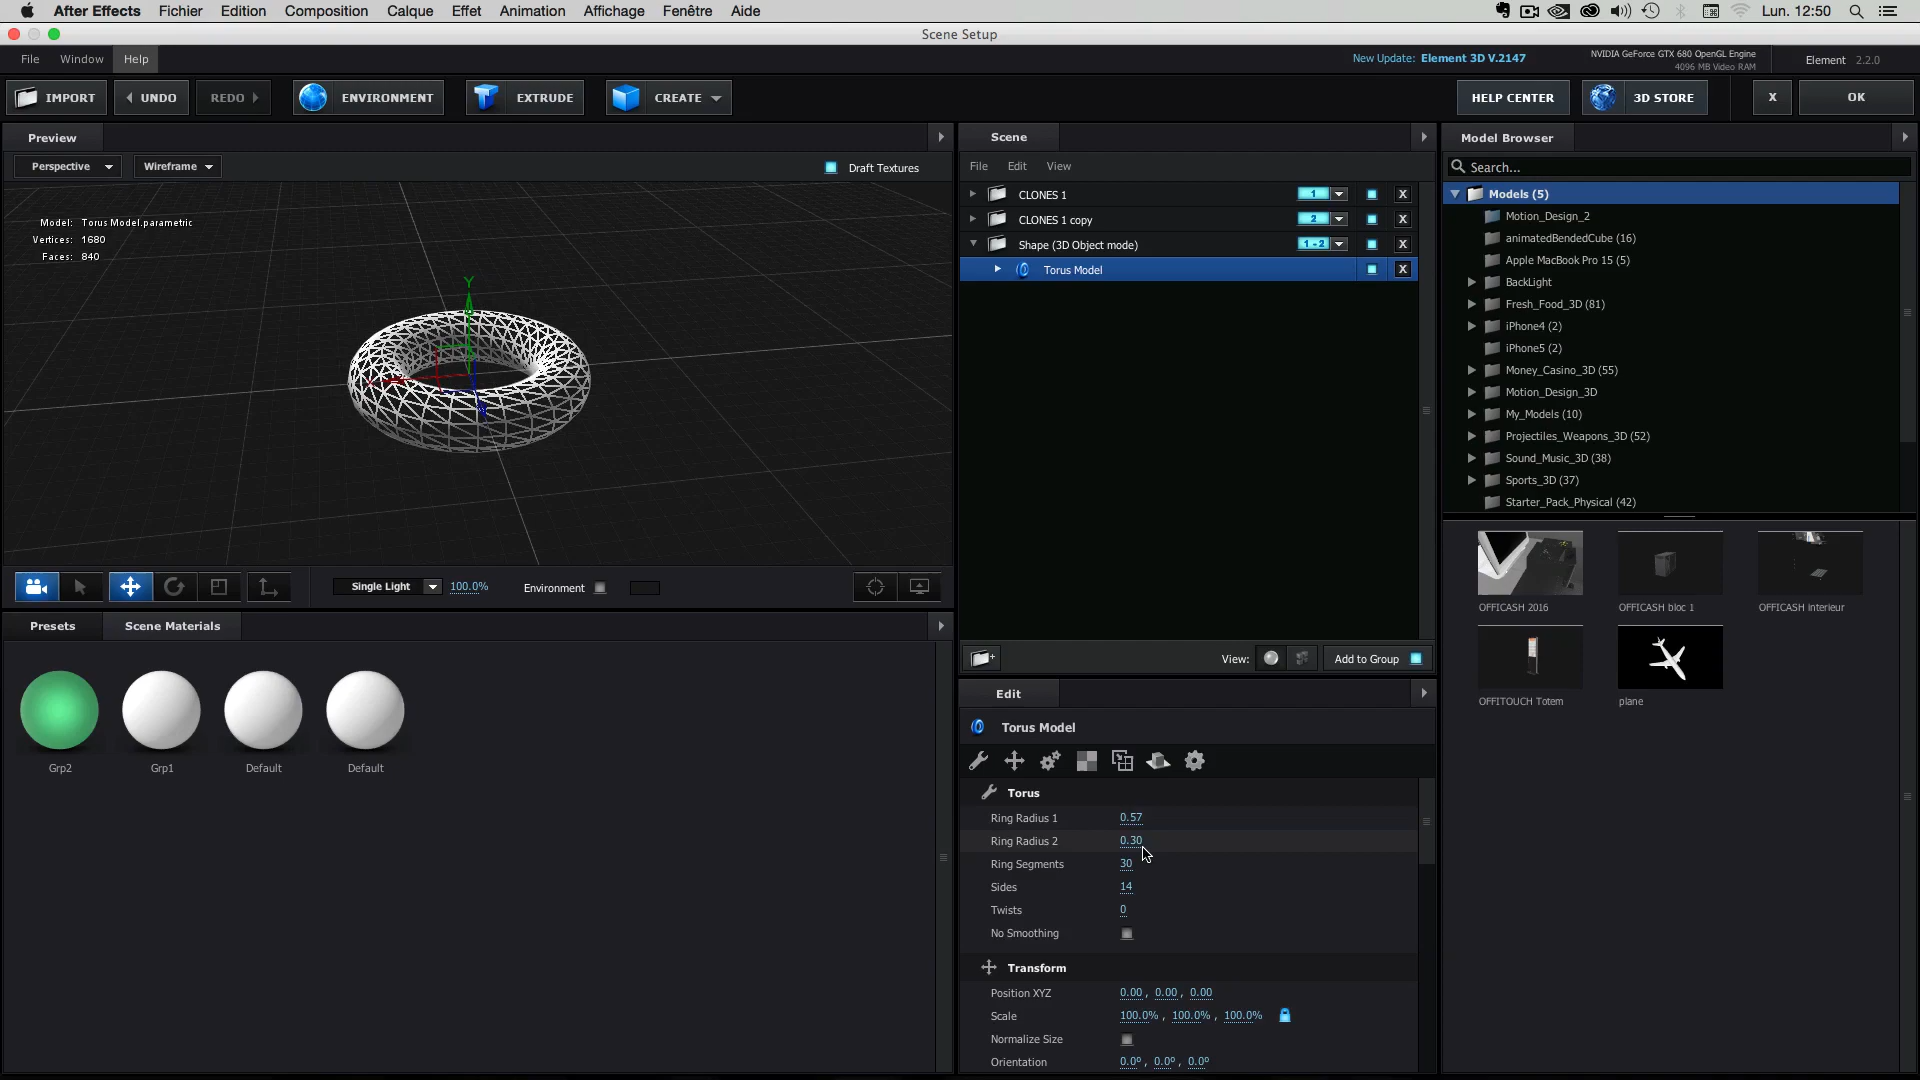 After Effects Fichier Edition Composition Calque Effet Animation Affichage Fenêtre Aide Lun. 12:50
Scene Setup
File Window Help New Update: Element 3D V.2147 NVIDIA GeForce GTX 680 OpenGL Engine Element 2.2.0
4096 MB Video RAM
IMPORT UNDO REDO ENVIRONMENT EXTRUDE CREATE HELP CENTER 3D STORE X OK
Preview
Perspective Wireframe Draft Textures
Model: Torus Model.parametric
Vertices: 1680
Faces: 840
Y
Single Light 100.0% Environment
Presets Scene Materials
Grp2 Grp1 Default Default
Scene
File Edit View
CLONES 1 1 X
CLONES 1 copy 2 X
Shape (3D Object mode) 1 - 2 X
Torus Model X
View: Add to Group
Edit
Torus Model
Torus
Ring Radius 1 0.57
Ring Radius 2 0.30
Ring Segments 30
Sides 14
Twists 0
No Smoothing
Transform
Position XYZ 0.00 , 0.00 , 0.00
Scale 100.0% , 100.0% , 100.0%
Normalize Size
Orientation 0.0º , 0.0º , 0.0º
Model Browser
Search...
Models (5)
Motion_Design_2
animatedBendedCube (16)
Apple MacBook Pro 15 (5)
BackLight
Fresh_Food_3D (81)
iPhone4 (2)
iPhone5 (2)
Money_Casino_3D (55)
Motion_Design_3D
My_Models (10)
Projectiles_Weapons_3D (52)
Sound_Music_3D (38)
Sports_3D (37)
Starter_Pack_Physical (42)
OFFICASH 2016 OFFICASH bloc 1 OFFICASH interieur
OFFITOUCH Totem plane